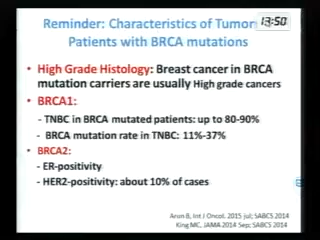 Reminder: Characteristics of Tumor
13:50
Patients with BRCA mutations
• High Grade Histology: Breast cancer in BRCA
mutation carriers are usually High grade cancers
• BRCA1:
- TNBC in BRCA mutated patients: up to 80-90%
- BRCA mutation rate in TNBC: 11%-37%
• BRCA2:
- ER-positivity
- HER2-positivity: about 10% of cases
Arun B, Int J Oncol. 2015 jul; SABCS 2014
King MC, JAMA 2014 Sep; SABCS 2014